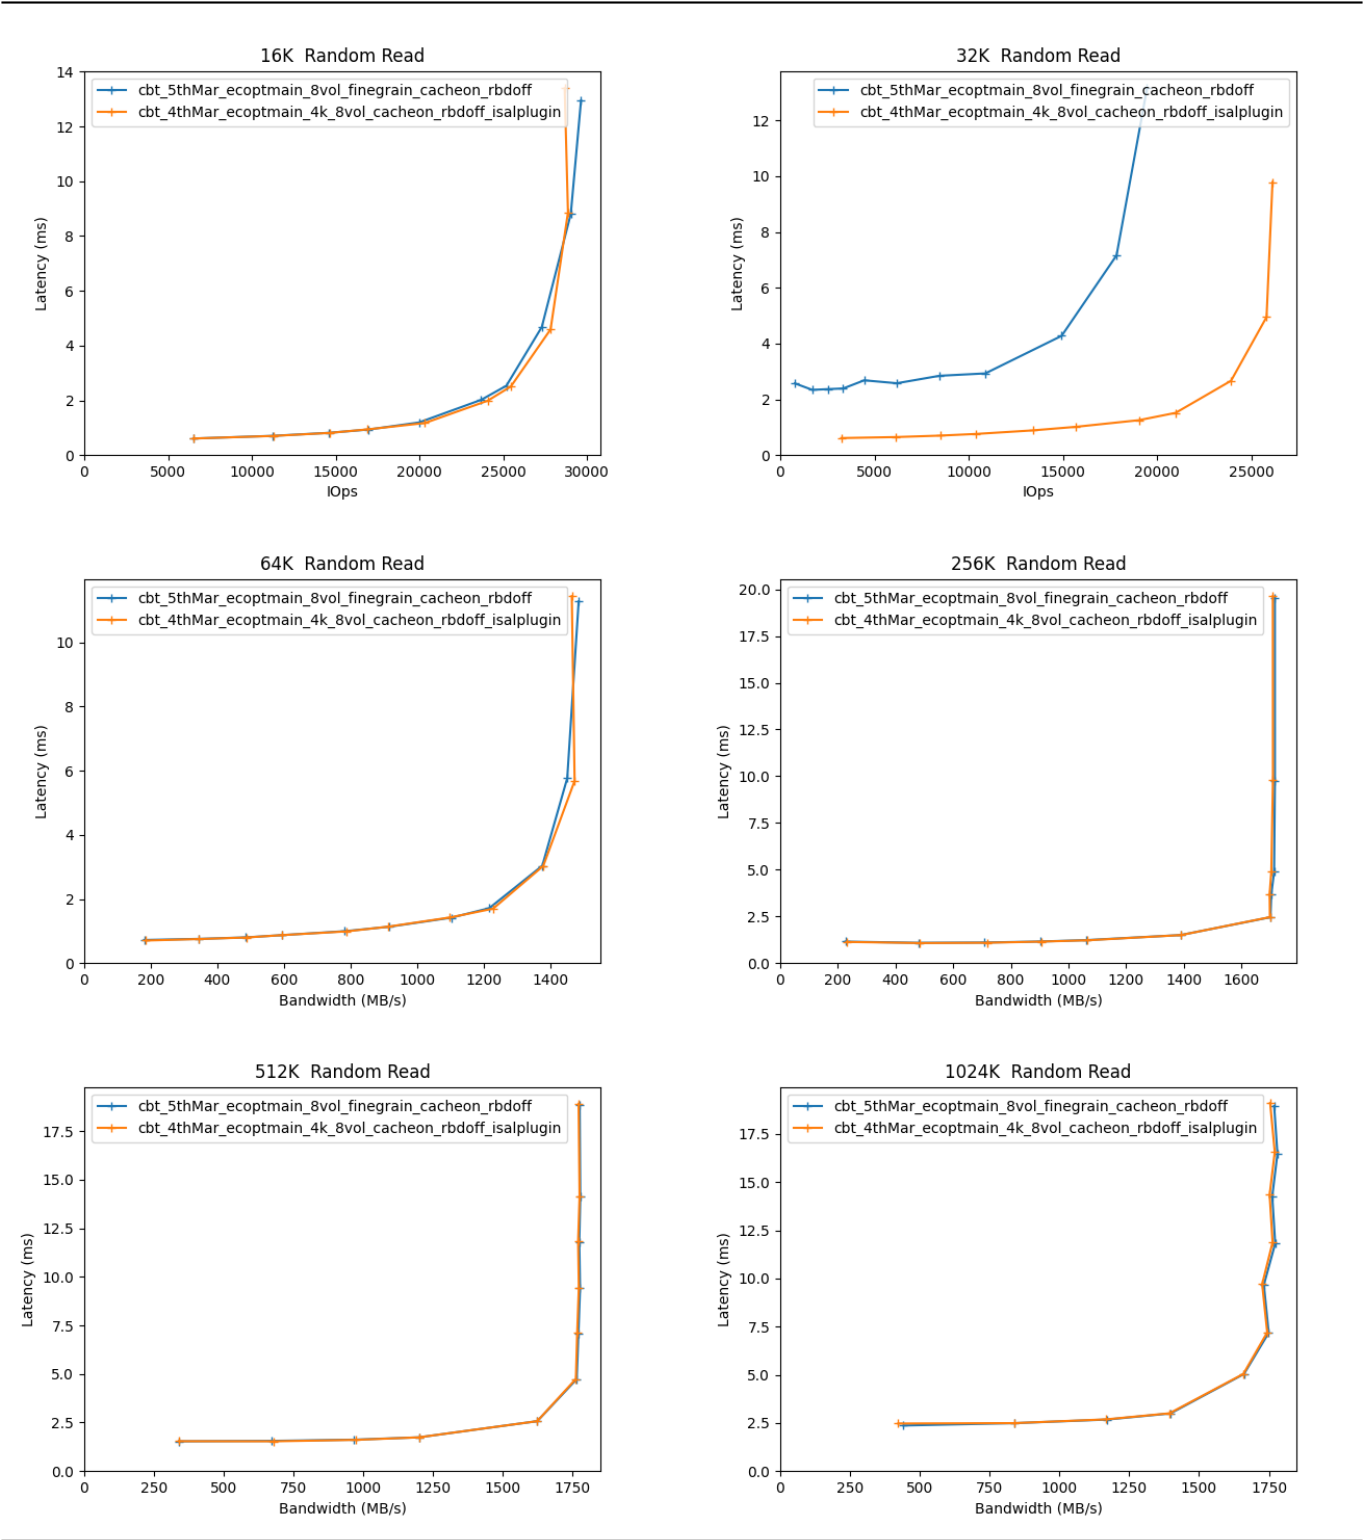 16K  Random Read
cbt_5thMar_ecoptmain_8vol_finegrain_cacheon_rbdoff
cbt_4thMar_ecoptmain_4k_8vol_cacheon_rbdoff_isalplugin
14
12
10
8
6
4
2
0
Latency (ms)
0 5000 10000 15000 20000 25000 30000
IOps
32K  Random Read
cbt_5thMar_ecoptmain_8vol_finegrain_cacheon_rbdoff
cbt_4thMar_ecoptmain_4k_8vol_cacheon_rbdoff_isalplugin
12
10
8
6
4
2
0
Latency (ms)
5000 10000 15000 20000 25000
IOps
64K  Random Read
cbt_5thMar_ecoptmain_8vol_finegrain_cacheon_rbdoff
cbt_4thMar_ecoptmain_4k_8vol_cacheon_rbdoff_isalplugin
10
8
6
4
2
0
Latency (ms)
0 200 400 600 800 1000 1200 1400
Bandwidth (MB/s)
256K  Random Read
cbt_5thMar_ecoptmain_8vol_finegrain_cacheon_rbdoff
cbt_4thMar_ecoptmain_4k_8vol_cacheon_rbdoff_isalplugin
20.0
17.5
15.0
12.5
10.0
7.5
5.0
2.5
0.0
Latency (ms)
0 200 400 600 800 1000 1200 1400 1600
Bandwidth (MB/s)
512K  Random Read
cbt_5thMar_ecoptmain_8vol_finegrain_cacheon_rbdoff
cbt_4thMar_ecoptmain_4k_8vol_cacheon_rbdoff_isalplugin
17.5
15.0
12.5
10.0
7.5
5.0
2.5
0.0
Latency (ms)
0 250 500 750 1000 1250 1500 1750
Bandwidth (MB/s)
1024K  Random Read
cbt_5thMar_ecoptmain_8vol_finegrain_cacheon_rbdoff
cbt_4thMar_ecoptmain_4k_8vol_cacheon_rbdoff_isalplugin
17.5
15.0
12.5
10.0
7.5
5.0
2.5
0.0
Latency (ms)
0 250 500 750 1000 1250 1500 1750
Bandwidth (MB/s)